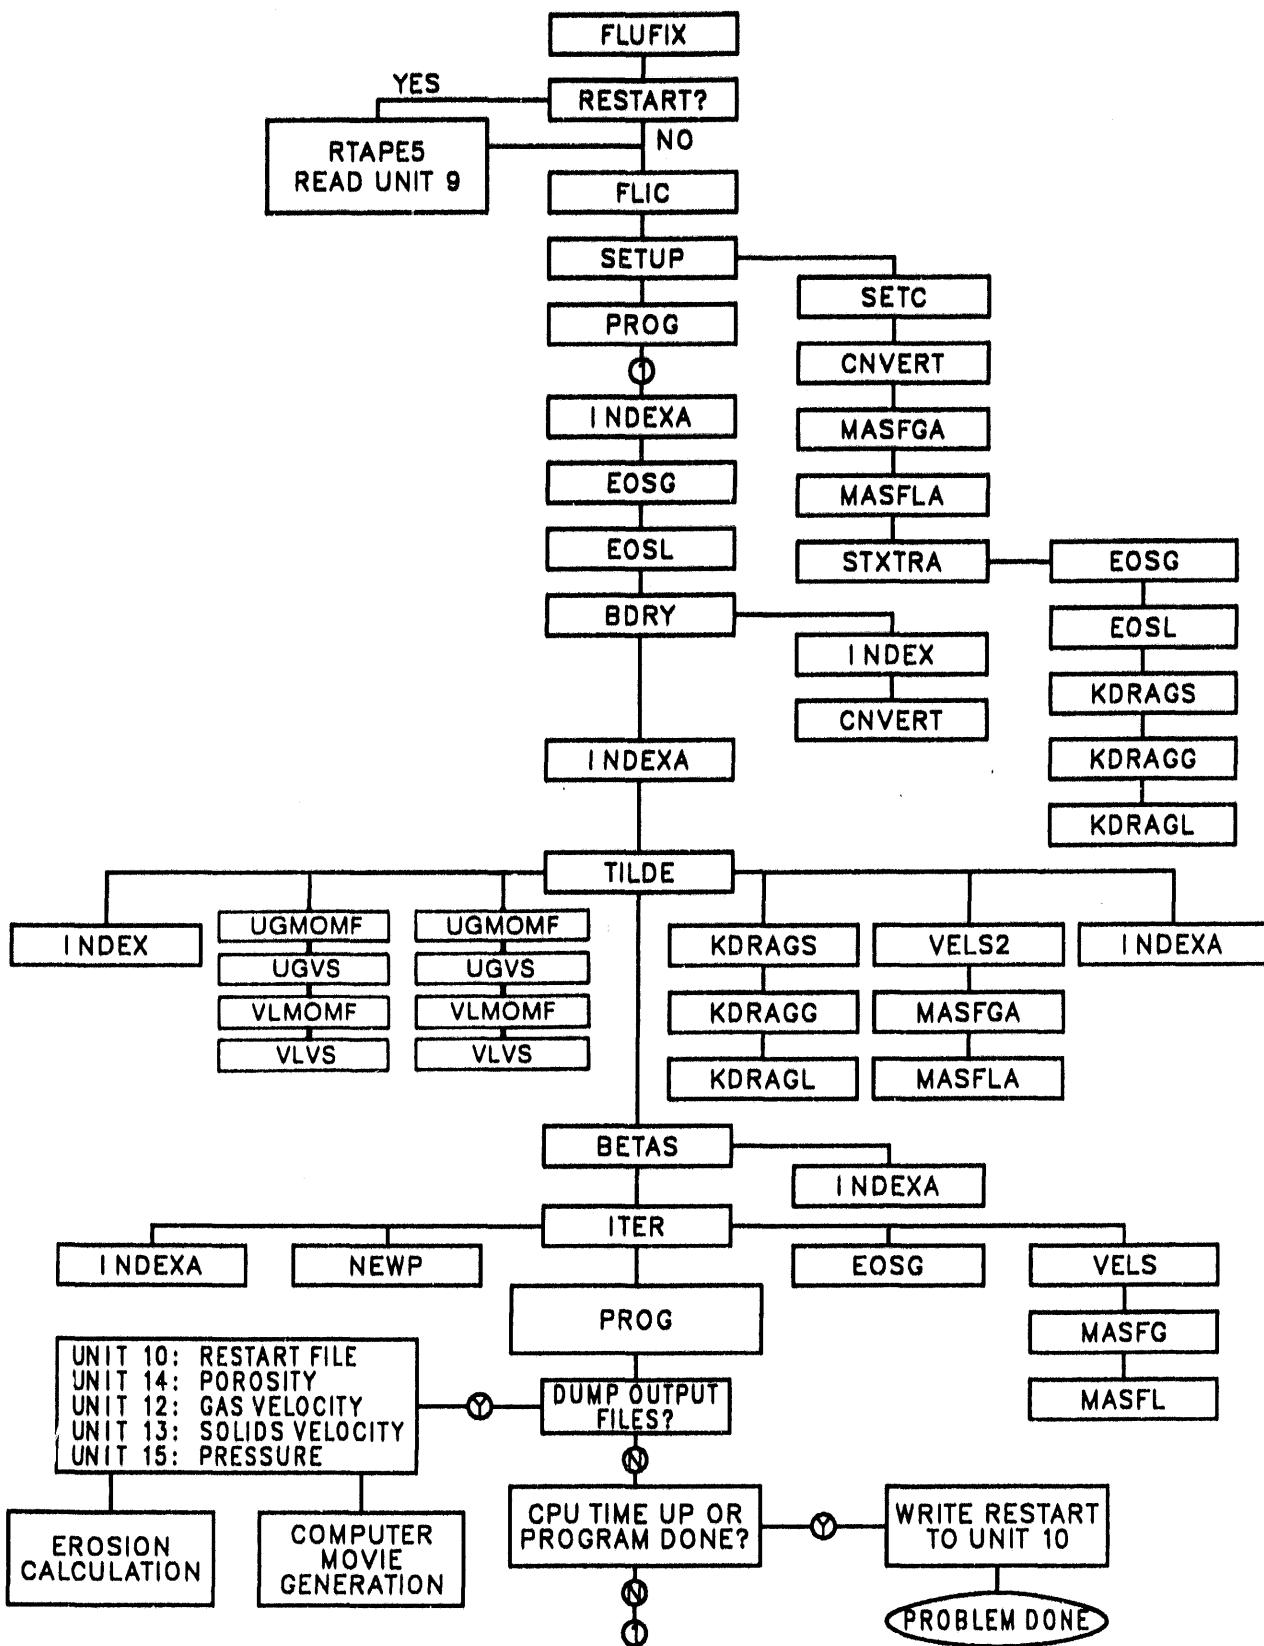 FLUFIX
YES
RESTART?
NO
RTAPE5
READ UNIT 9
FLIC
SETUP
SETC
PROG
CNVERT
1
INDEXA
MASFGA
EOSG
MASFLA
EOSL
STXTRA
EOSG
BDRY
EOSL
INDEX
KDRAGS
CNVERT
KDRAGG
INDEXA
KDRAGL
TILDE
INDEX
UGMOMF
UGVS
VLMOMF
VLVS
UGMOMF
UGVS
VLMOMF
VLVS
KDRAGS
KDRAGG
KDRAGL
VELS2
MASFGA
MASFLA
INDEXA
BETAS
INDEXA
ITER
INDEXA
NEWP
EOSG
VELS
MASFG
MASFL
PROG
DUMP OUTPUT
FILES?
Y
UNIT 10: RESTART FILE
UNIT 14: POROSITY
UNIT 12: GAS VELOCITY
UNIT 13: SOLIDS VELOCITY
UNIT 15: PRESSURE
EROSION
CALCULATION
COMPUTER
MOVIE
GENERATION
N
CPU TIME UP OR
PROGRAM DONE?
Y
WRITE RESTART
TO UNIT 10
PROBLEM DONE
N
1